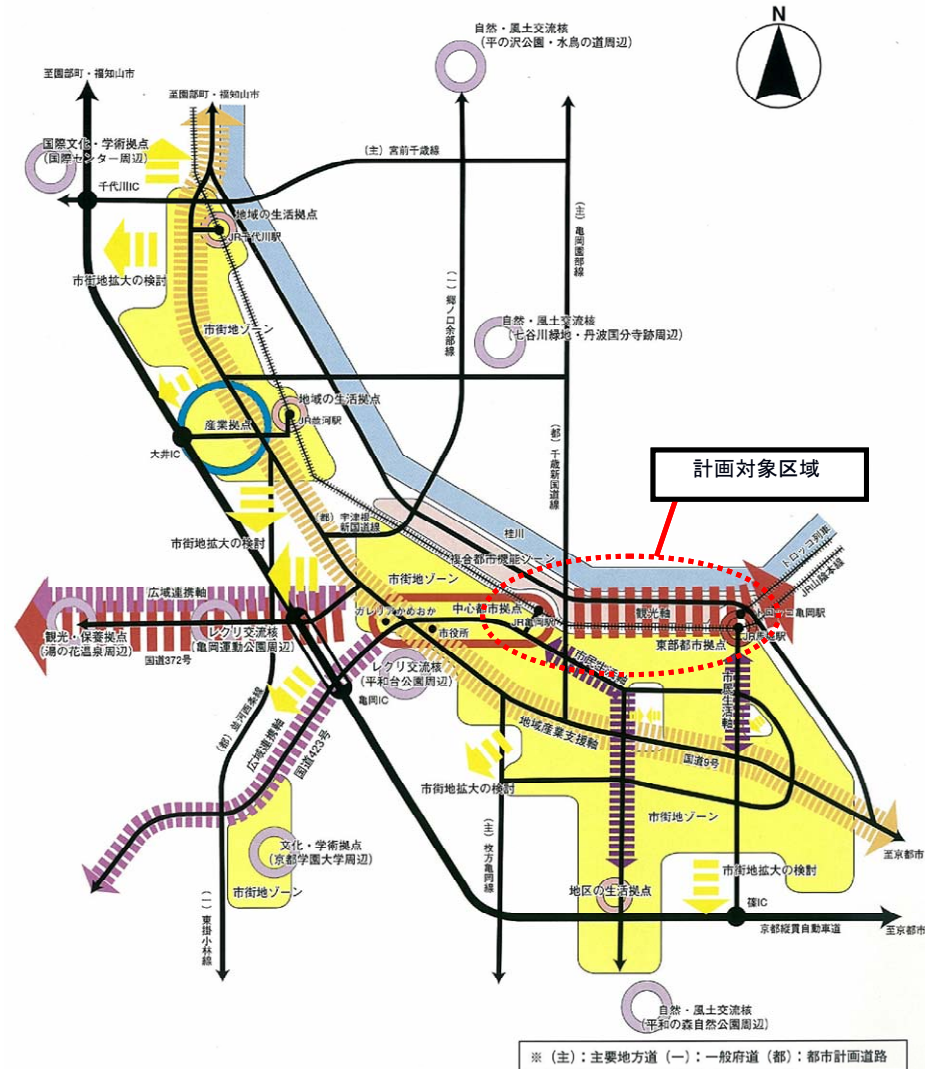 N
自然・風土交流核
(平の沢公園・水鳥の道周辺)
至園部町・福知山市
至園部町・福知山市
国際文化・学術拠点
(国際センター周辺)
(主)宮前千歳線
千代川IC
地域の生活拠点
JR千代川駅
(主)亀岡園部線
市街地拡大の検討
(一)郷ノ口余部線
市街地ゾーン
自然・風土交流核
(七谷川緑地・丹波国分寺跡周辺)
地域の生活拠点
JR並河駅
産業拠点
大井IC
(都)千歳新国道線
計画対象区域
(都)宇津根
新国道線
桂川
トロッコ列車
JR山陰本線
市街地拡大の検討
複合都市機能ゾーン
市街地ゾーン
広域連携軸
ガレリアかめおか
中心都市拠点
JR亀岡駅
観光軸
トロッコ亀岡駅
JR馬堀駅
観光・保養拠点
(湯の花温泉周辺)
レクリ交流核
(亀岡運動公園周辺)
市役所
東部都市拠点
国道372号
レクリ交流核
(平和台公園周辺)
市民生活軸
市民生活軸
亀岡IC
(都)並河西条線
広域連携軸
国道423号
地域産業支援軸
国道9号
市街地拡大の検討
市街地ゾーン
至京都市
文化・学術拠点
(京都学園大学周辺)
(主)枚方亀岡線
市街地拡大の検討
市街地ゾーン
地区の生活拠点
篠IC
(一)東掛小林線
京都縦貫自動車道
至京都市
自然・風土交流核
(平和の森自然公園周辺)
※(主):主要地方道(一):一般府道(都):都市計画道路